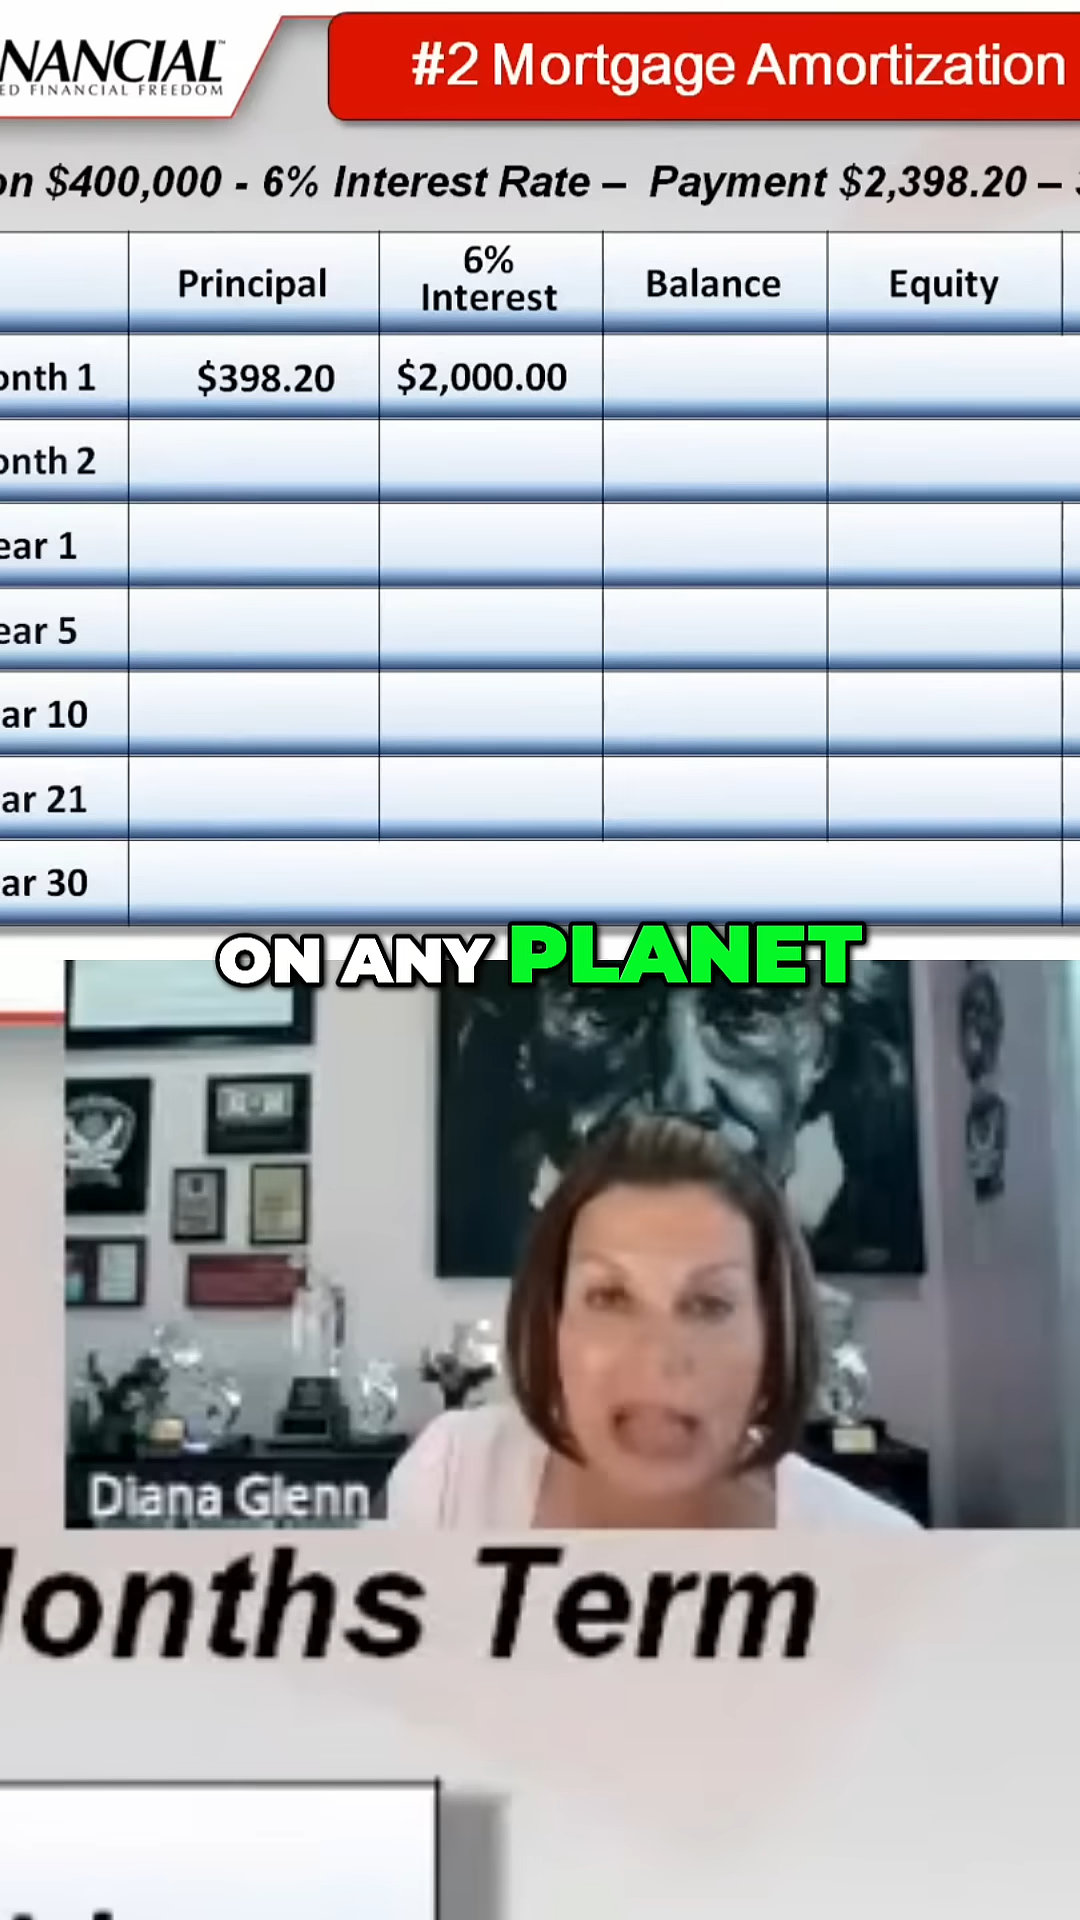 NANCIAL™
ED FINANCIAL FREEDOM
#2 Mortgage Amortization
on $400,000 - 6% Interest Rate – Payment $2,398.20 –
Principal
6%
Interest
Balance
Equity
onth 1
$398.20
$2,000.00
onth 2
ear 1
ear 5
ar 10
ar 21
ar 30
ON ANY PLANET
Diana Glenn
onths Term